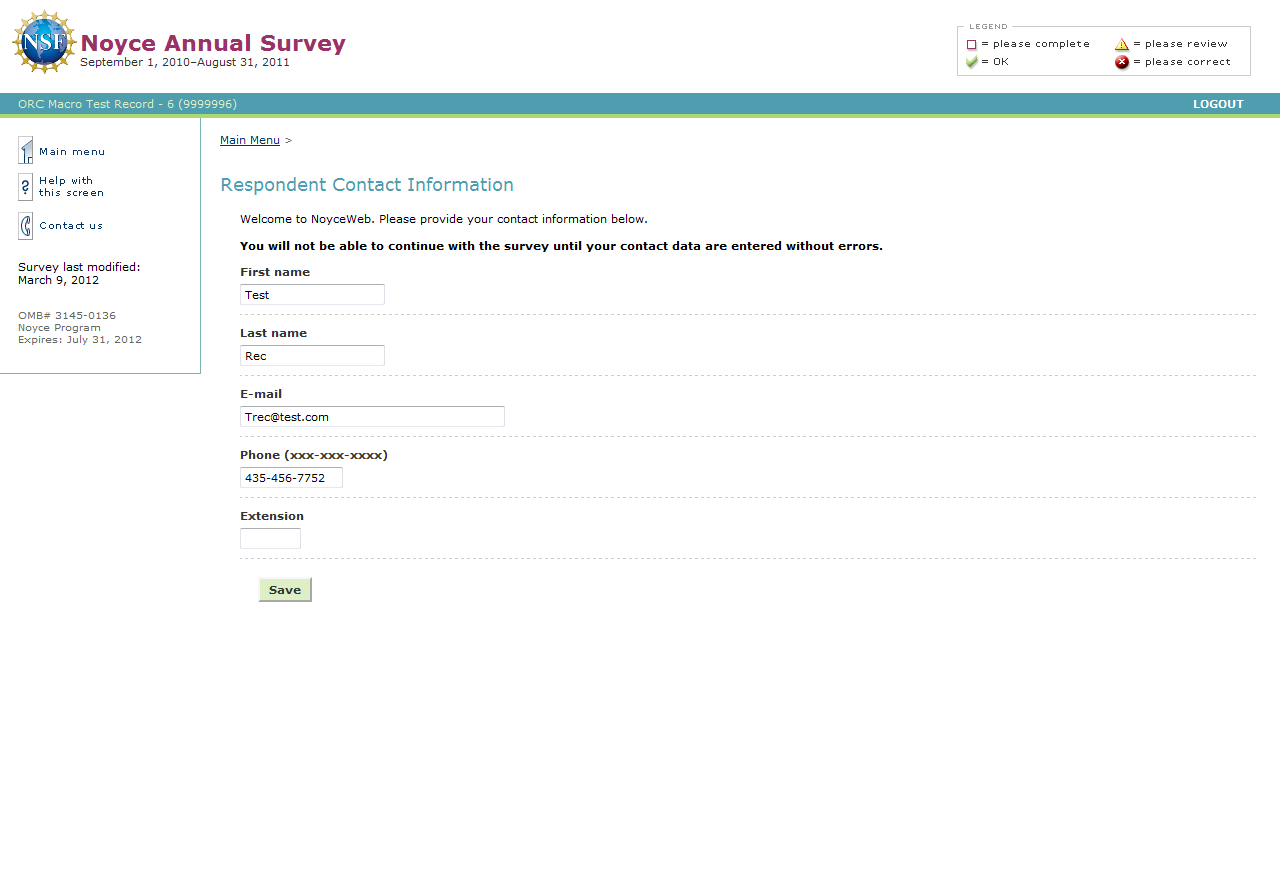 NSF
Noyce Annual Survey
September 1, 2010–August 31, 2011
LEGEND
= please complete
= please review
= OK
= please correct
ORC Macro Test Record - 6 (9999996)
LOGOUT
Main menu
Help with
this screen
Contact us
Survey last modified:
March 9, 2012
OMB# 3145-0136
Noyce Program
Expires: July 31, 2012
Main Menu >
Respondent Contact Information
Welcome to NoyceWeb. Please provide your contact information below.
You will not be able to continue with the survey until your contact data are entered without errors.
First name
Test
Last name
Rec
E-mail
Trec@test.com
Phone (xxx-xxx-xxxx)
435-456-7752
Extension
Save